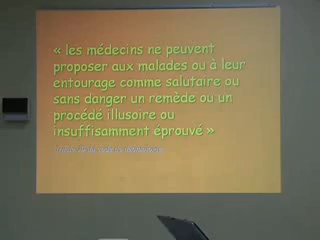 « les médecins ne peuvent
proposer aux malades ou à leur
entourage comme salutaire ou
sans danger un remède ou un
procédé illusoire ou
insuffisamment éprouvé »